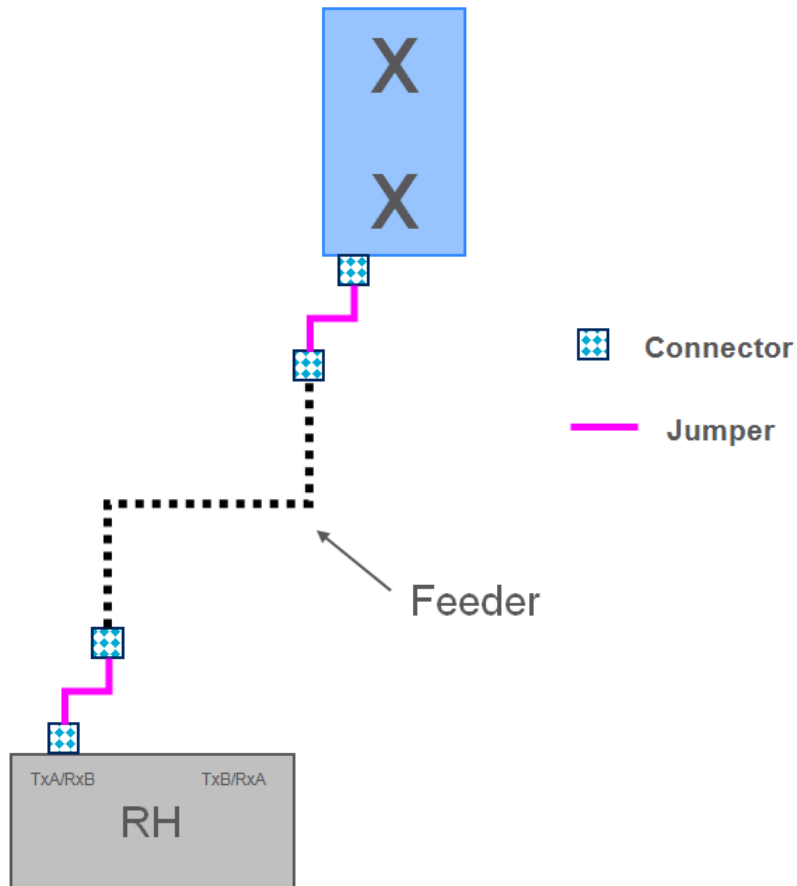 X
X
Connector
Jumper
Feeder
TxA/RxB
TxB/RxA
RH